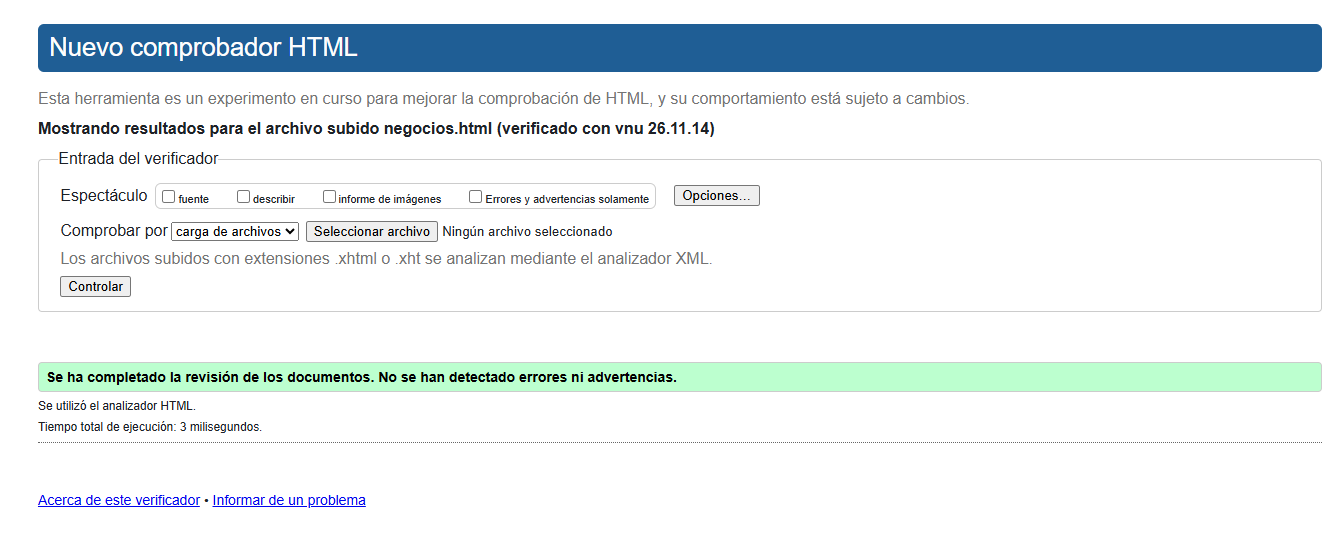 Nuevo comprobador HTML
Esta herramienta es un experimento en curso para mejorar la comprobación de HTML, y su comportamiento está sujeto a cambios.
Mostrando resultados para el archivo subido negocios.html (verificado con vnu 26.11.14)
Entrada del verificador
Espectáculo fuente describir informe de imágenes Errores y advertencias solamente Opciones...
Comprobar por carga de archivos Seleccionar archivo Ningún archivo seleccionado
Los archivos subidos con extensiones .xhtml o .xht se analizan mediante el analizador XML.
Controlar
Se ha completado la revisión de los documentos. No se han detectado errores ni advertencias.
Se utilizó el analizador HTML.
Tiempo total de ejecución: 3 milisegundos.
Acerca de este verificador • Informar de un problema